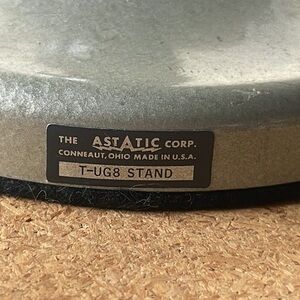 THE ASTATIC CORP.
CONNEAUT, OHIO MADE IN U.S.A.
T-UG8 STAND